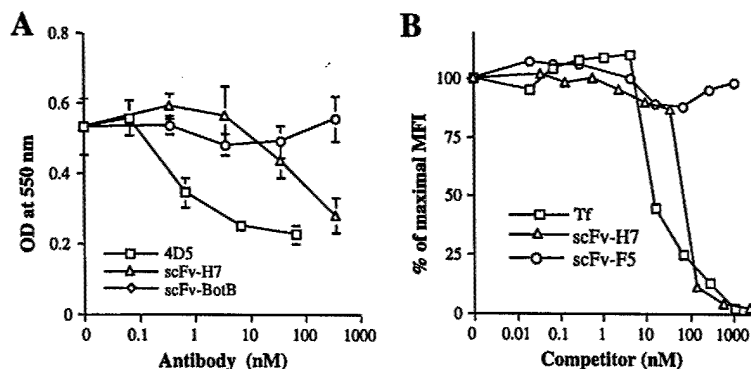 A
0.8
0.6
0.4
0.2
0
OD at 550 nm
4D5
scFv-H7
scFv-BotB
0 0.1 1 10 100 1000
Antibody (nM)
B
100
75
50
25
0
% of maximal MFI
Tf
scFv-H7
scFv-F5
0 0.01 0.1 1 10 100 1000
Competitor (nM)